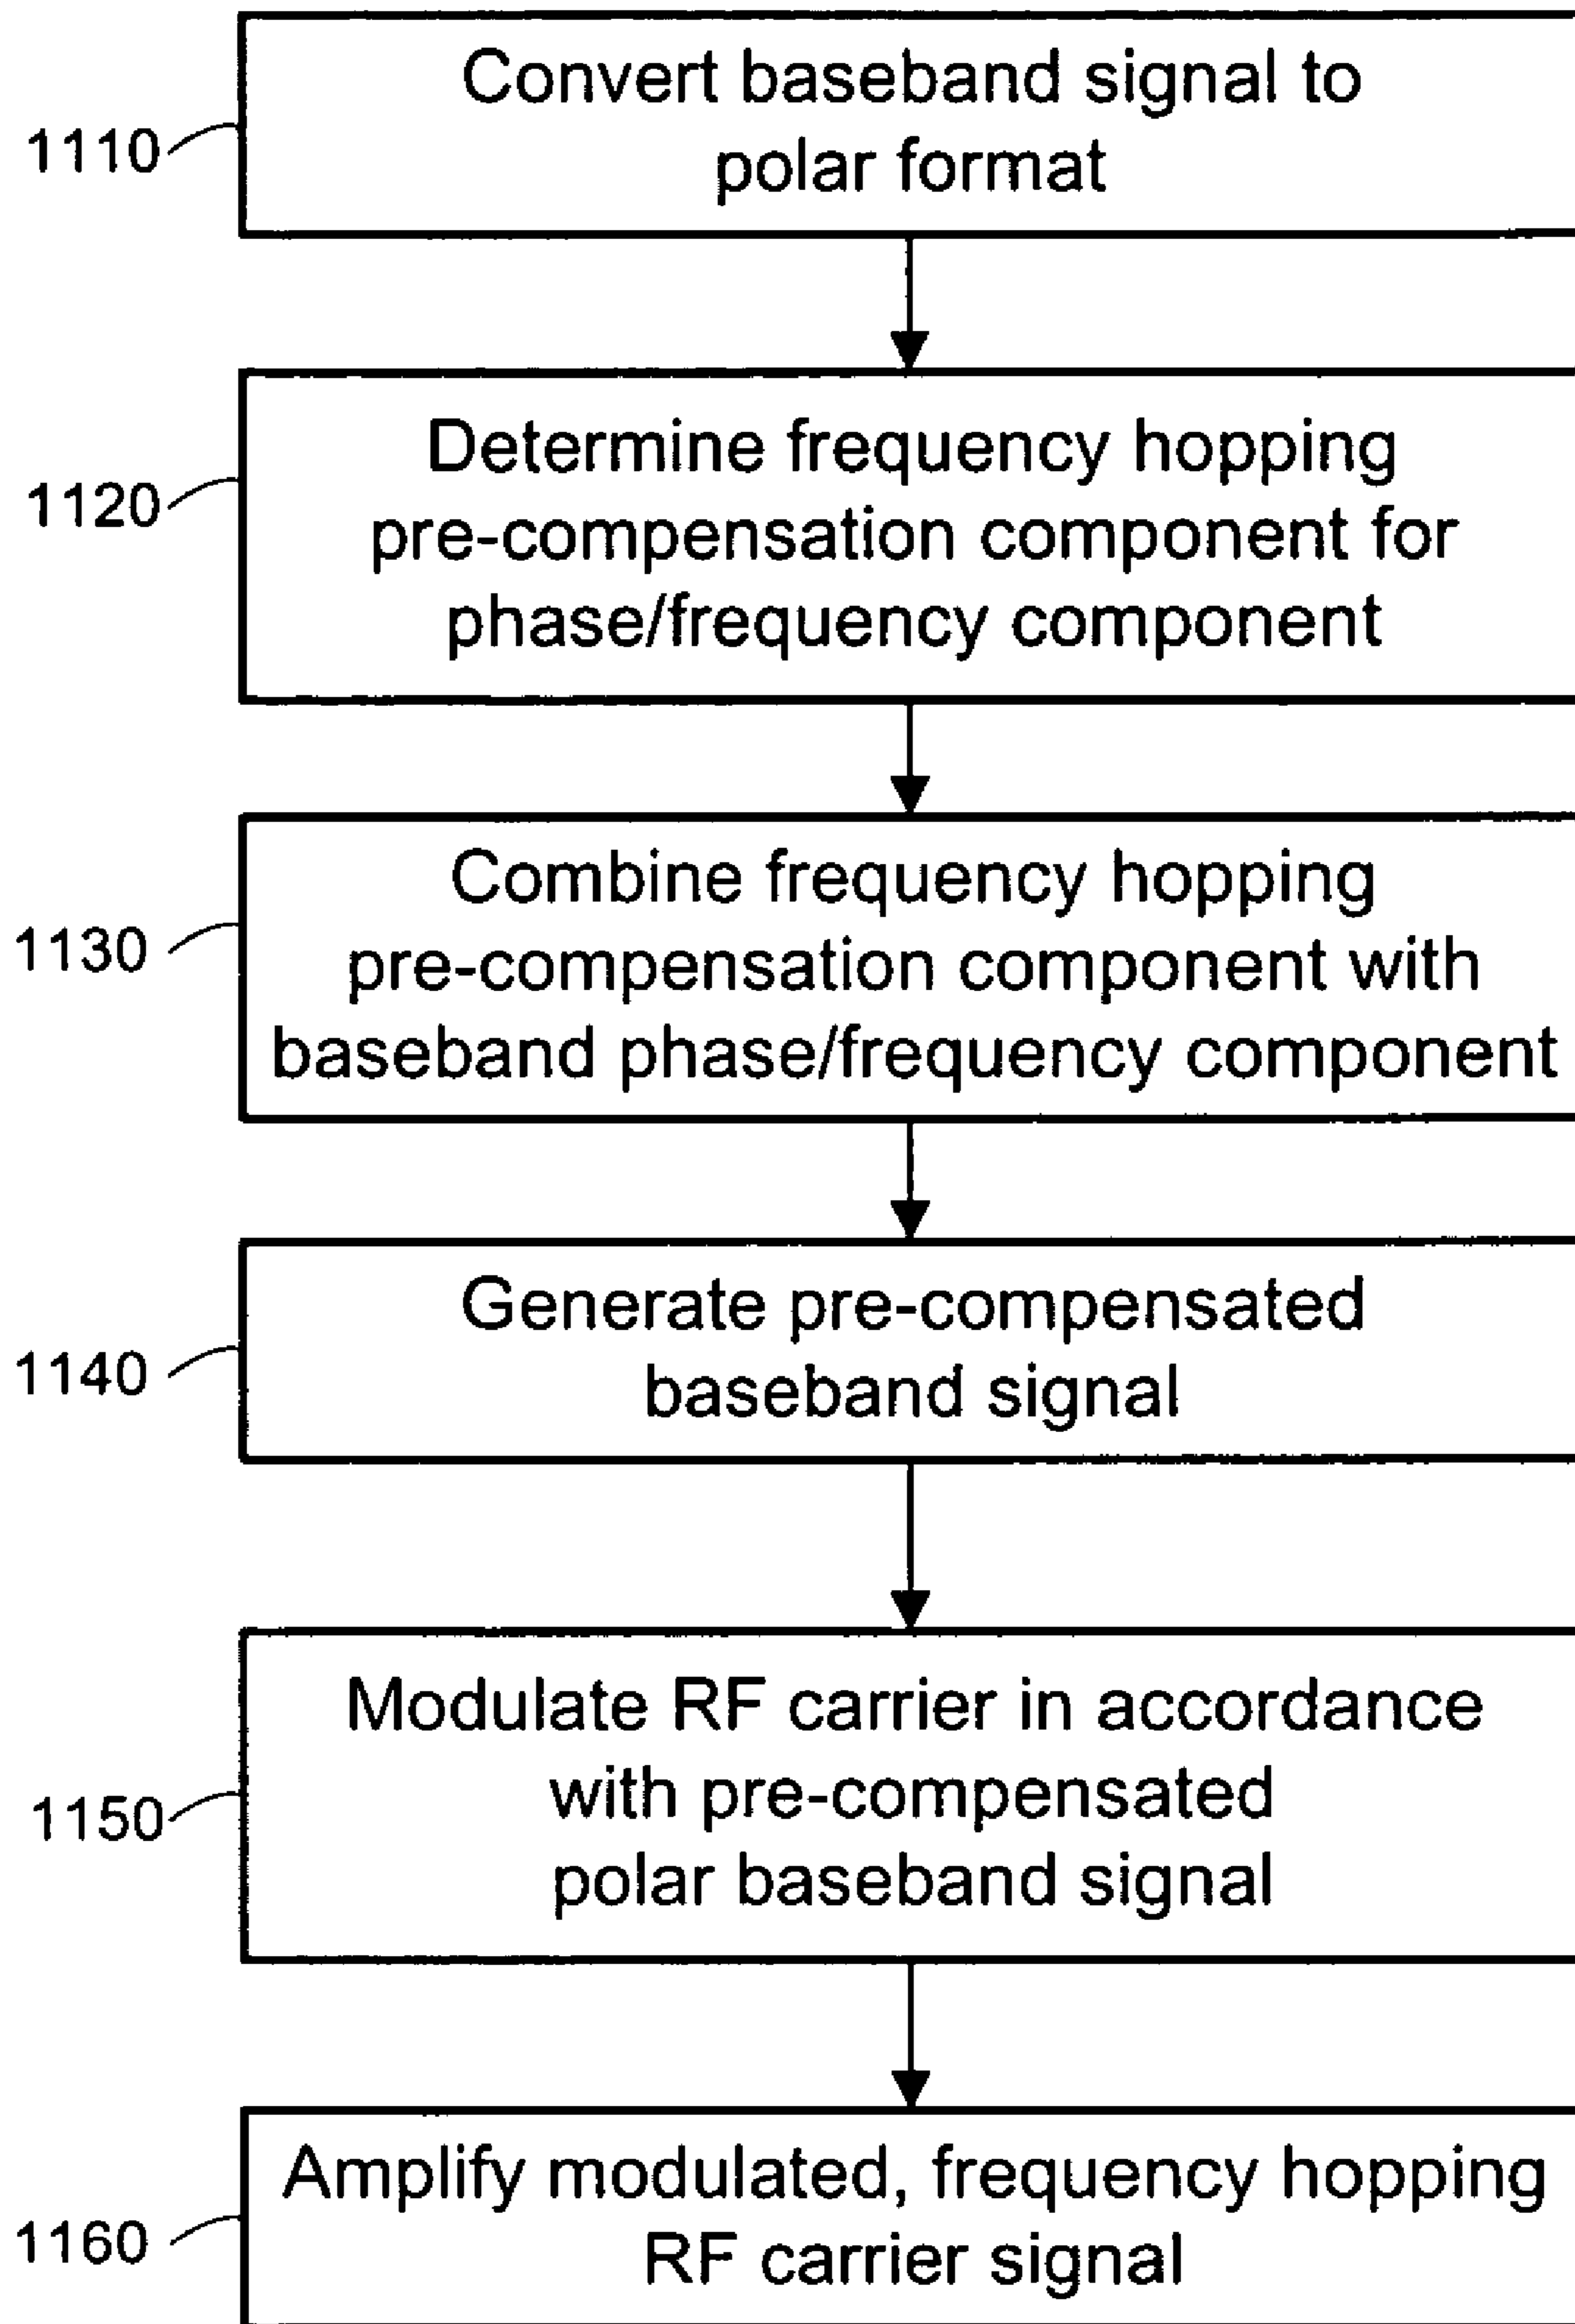 Convert baseband signal to
polar format
1110
Determine frequency hopping
pre-compensation component for
phase/frequency component
1120
Combine frequency hopping
pre-compensation component with
baseband phase/frequency component
1130
Generate pre-compensated
baseband signal
1140
Modulate RF carrier in accordance
with pre-compensated
polar baseband signal
1150
Amplify modulated, frequency hopping
RF carrier signal
1160